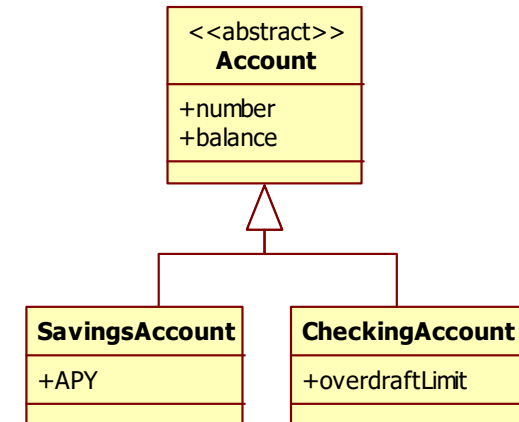 <<abstract>>
Account
+number
+balance
SavingsAccount
+APY
CheckingAccount
+overdraftLimit